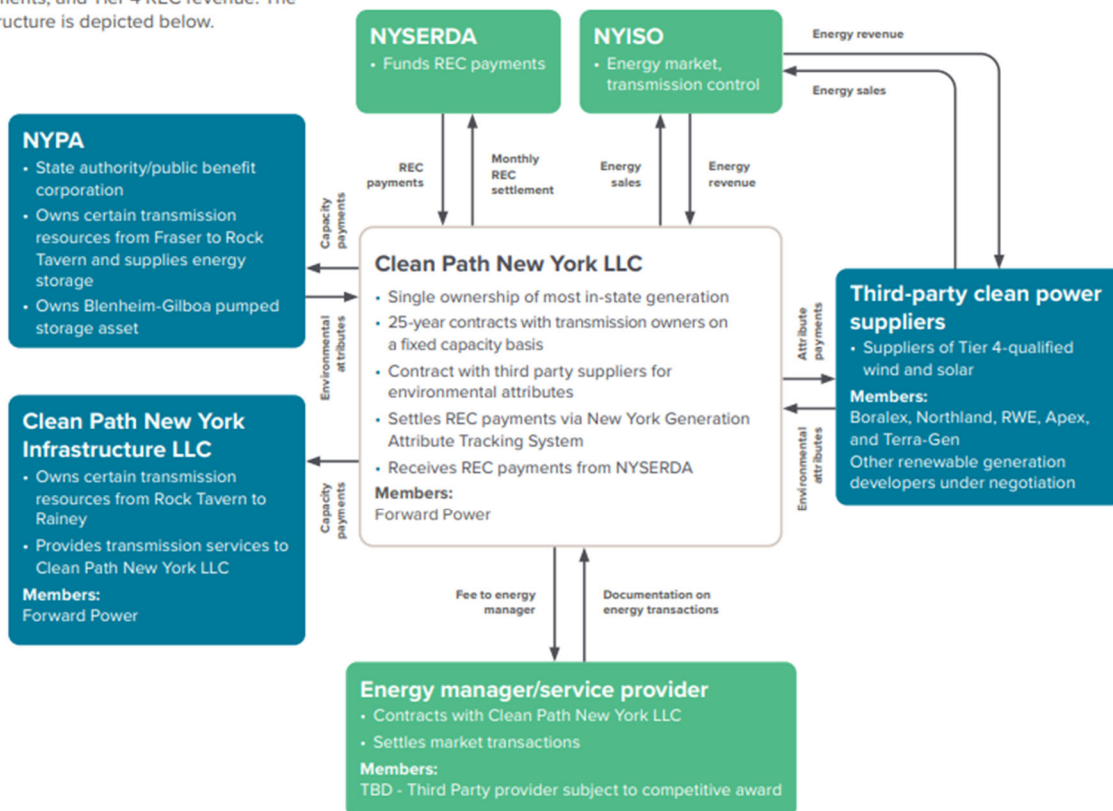 ments, and Tier 4 REC revenue. The
ructure is depicted below.
NYSERDA
• Funds REC payments
NYISO
• Energy market,
transmission control
Energy revenue
Energy sales
NYPA
• State authority/public benefit
corporation
• Owns certain transmission
resources from Fraser to Rock
Tavern and supplies energy
storage
• Owns Blenheim-Gilboa pumped
storage asset
REC
payments
Monthly
REC
settlement
Energy
sales
Energy
revenue
Capacity
payments
Environmental
attributes
Clean Path New York LLC
• Single ownership of most in-state generation
• 25-year contracts with transmission owners on
a fixed capacity basis
• Contract with third party suppliers for
environmental attributes
• Settles REC payments via New York Generation
Attribute Tracking System
• Receives REC payments from NYSERDA
Members:
Forward Power
Attribute
payments
Environmental
attributes
Third-party clean power
suppliers
• Suppliers of Tier 4-qualified
wind and solar
Members:
Boralex, Northland, RWE, Apex,
and Terra-Gen
Other renewable generation
developers under negotiation
Clean Path New York
Infrastructure LLC
• Owns certain transmission
resources from Rock Tavern to
Rainey
• Provides transmission services to
Clean Path New York LLC
Members:
Forward Power
Capacity
payments
Fee to energy
manager
Documentation on
energy transactions
Energy manager/service provider
• Contracts with Clean Path New York LLC
• Settles market transactions
Members:
TBD - Third Party provider subject to competitive award